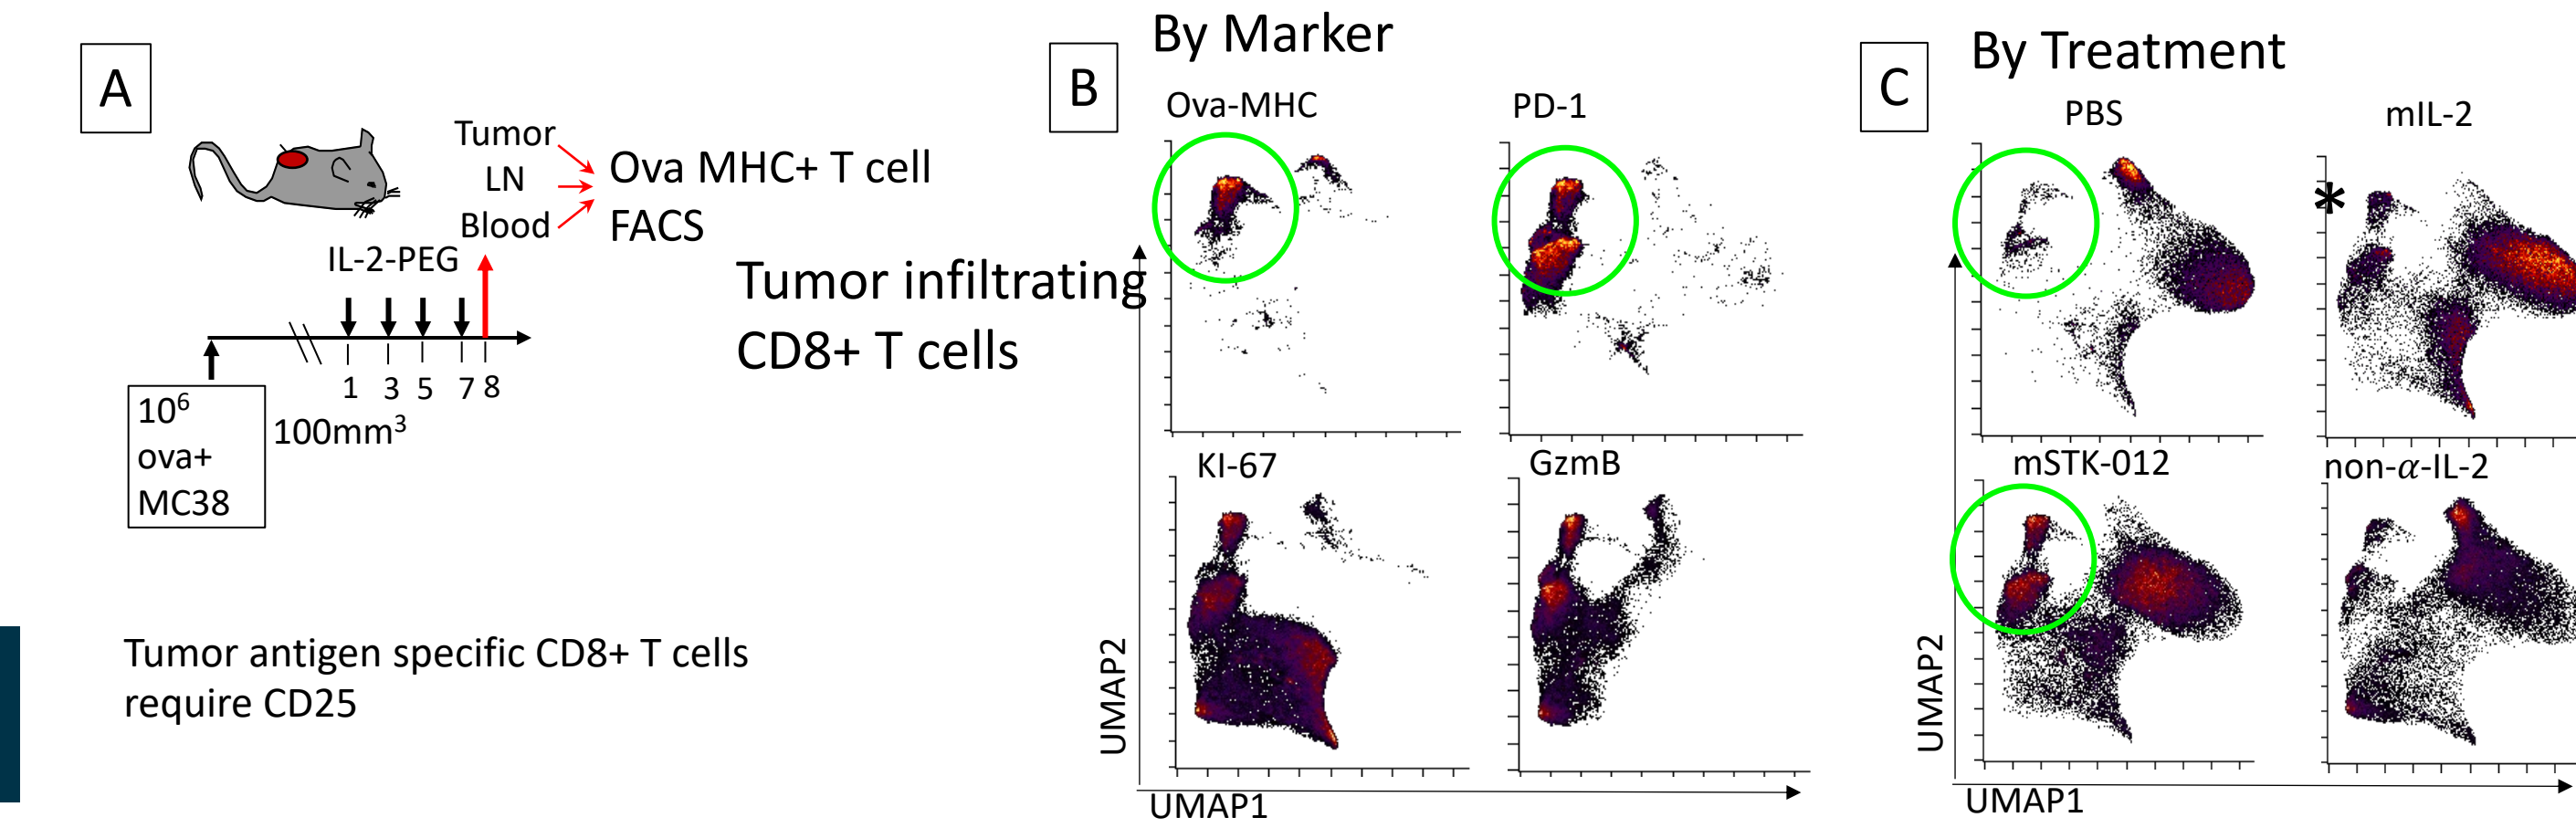 A
Tumor
LN
Blood
Ova MHC+ T cell
FACS
IL-2-PEG
1 3 5 7 8
10⁶
ova+
MC38
100mm³
Tumor infiltrating
CD8+ T cells
Tumor antigen specific CD8+ T cells
require CD25
B
By Marker
Ova-MHC
PD-1
KI-67
GzmB
UMAP2
UMAP1
C
By Treatment
PBS
mIL-2
*
mSTK-012
non-α-IL-2
UMAP2
UMAP1